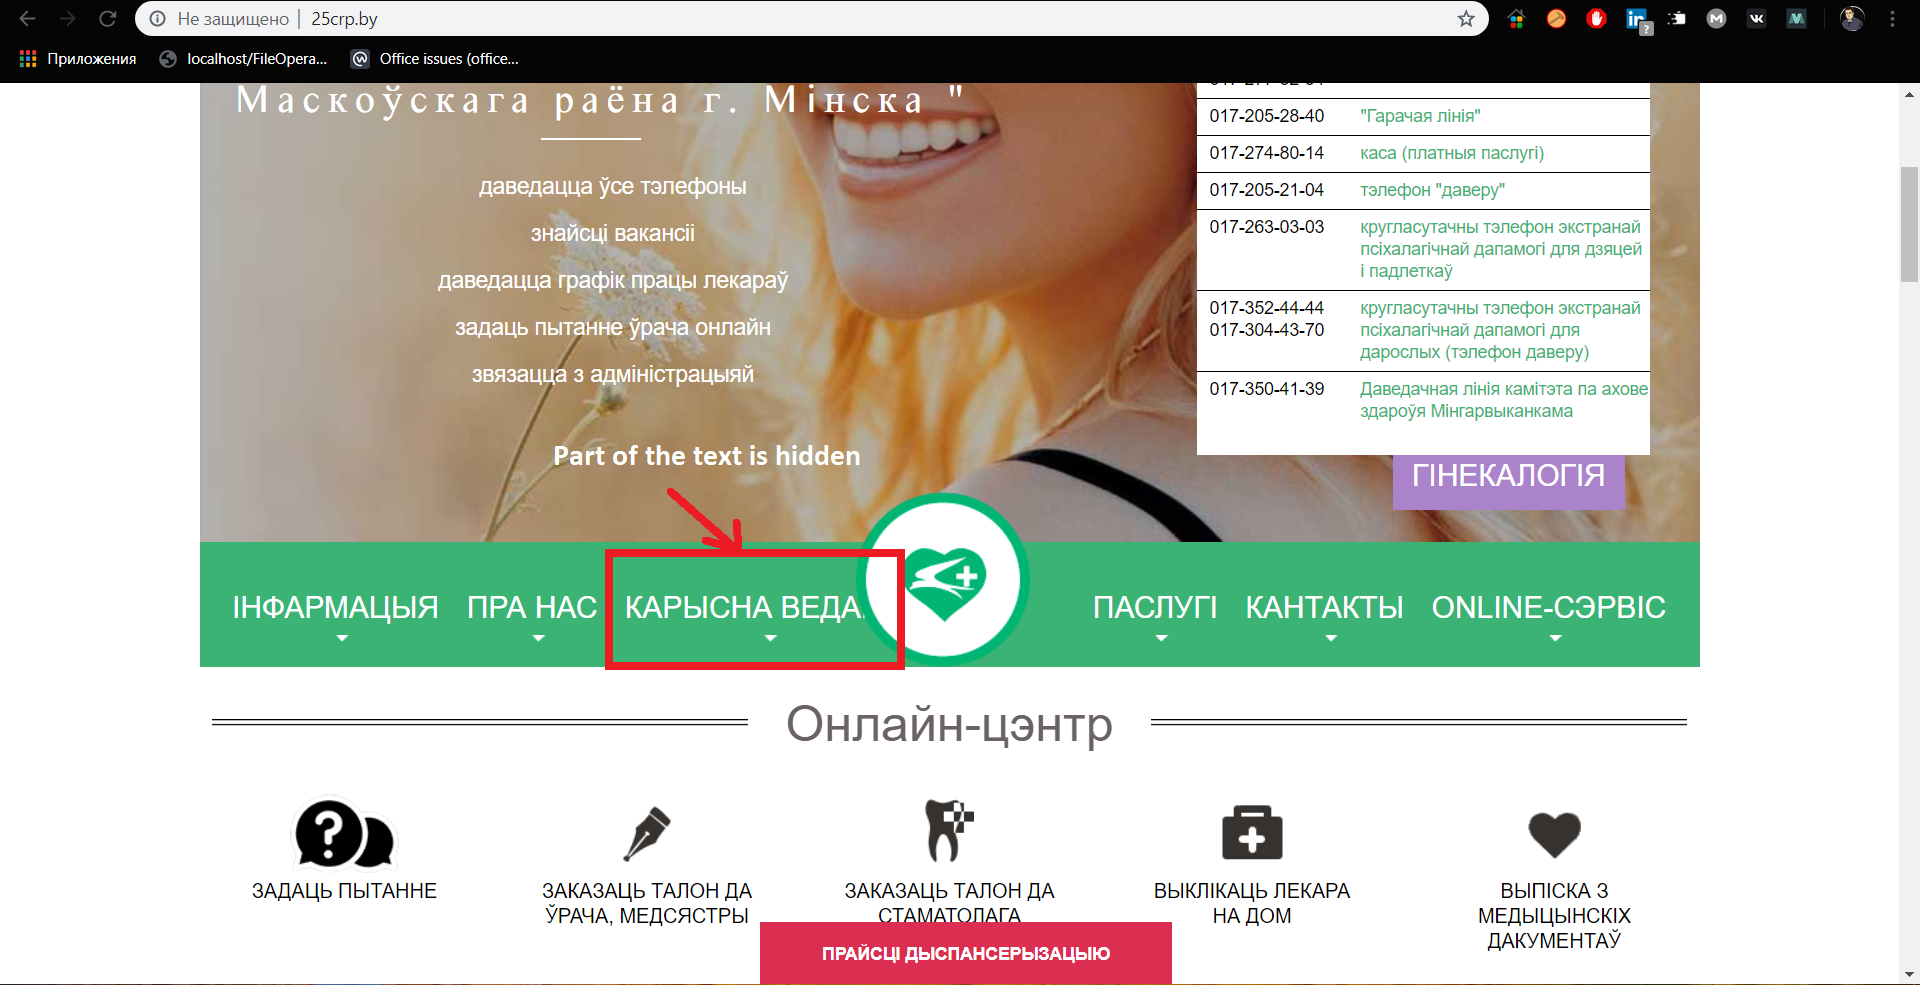 Не защищено | 25crp.by
Приложения
localhost/FileOpera...
Office issues (office...
Маскоўскага раёна г. Мінска "
даведацца ўсе тэлефоны
знайсці вакансіі
даведацца графік працы лекараў
задаць пытанне ўрача онлайн
звязацца з адміністрацыяй
017-205-28-40 "Гарачая лінія"
017-274-80-14 каса (платныя паслугі)
017-205-21-04 тэлефон "даверу"
017-263-03-03 кругласутачны тэлефон экстранай
псіхалагічнай дапамогі для дзяцей
і падлеткаў
017-352-44-44 кругласутачны тэлефон экстранай
017-304-43-70 псіхалагічнай дапамогі для
дарослых (тэлефон даверу)
017-350-41-39 Даведачная лінія камітэта па ахове
здароўя Мінгарвыканкама
Part of the text is hidden
ГІНЕКАЛОГІЯ
ІНФАРМАЦЫЯ
ПРА НАС
КАРЫСНА ВЕДА
ПАСЛУГІ
КАНТАКТЫ
ONLINE-СЭРВІС
Онлайн-цэнтр
ЗАДАЦЬ ПЫТАННЕ
ЗАКАЗАЦЬ ТАЛОН ДА
ЎРАЧА, МЕДСЯСТРЫ
ЗАКАЗАЦЬ ТАЛОН ДА
СТАМАТОЛАГА
ВЫКЛІКАЦЬ ЛЕКАРА
НА ДОМ
ВЫПІСКА З
МЕДЫЦЫНСКІХ
ДАКУМЕНТАЎ
ПРАЙСЦІ ДЫСПАНСЕРЫЗАЦЫЮ